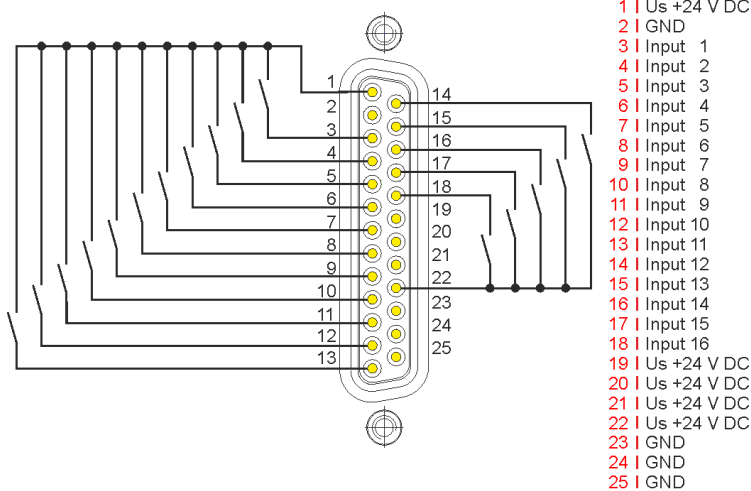 1
2
3
4
5
6
7
8
9
10
11
12
13
14
15
16
17
18
19
20
21
22
23
24
25
1 I Us +24 V DC
2 I GND
3 I Input 1
4 I Input 2
5 I Input 3
6 I Input 4
7 I Input 5
8 I Input 6
9 I Input 7
10 I Input 8
11 I Input 9
12 I Input 10
13 I Input 11
14 I Input 12
15 I Input 13
16 I Input 14
17 I Input 15
18 I Input 16
19 I Us +24 V DC
20 I Us +24 V DC
21 I Us +24 V DC
22 I Us +24 V DC
23 I GND
24 I GND
25 I GND